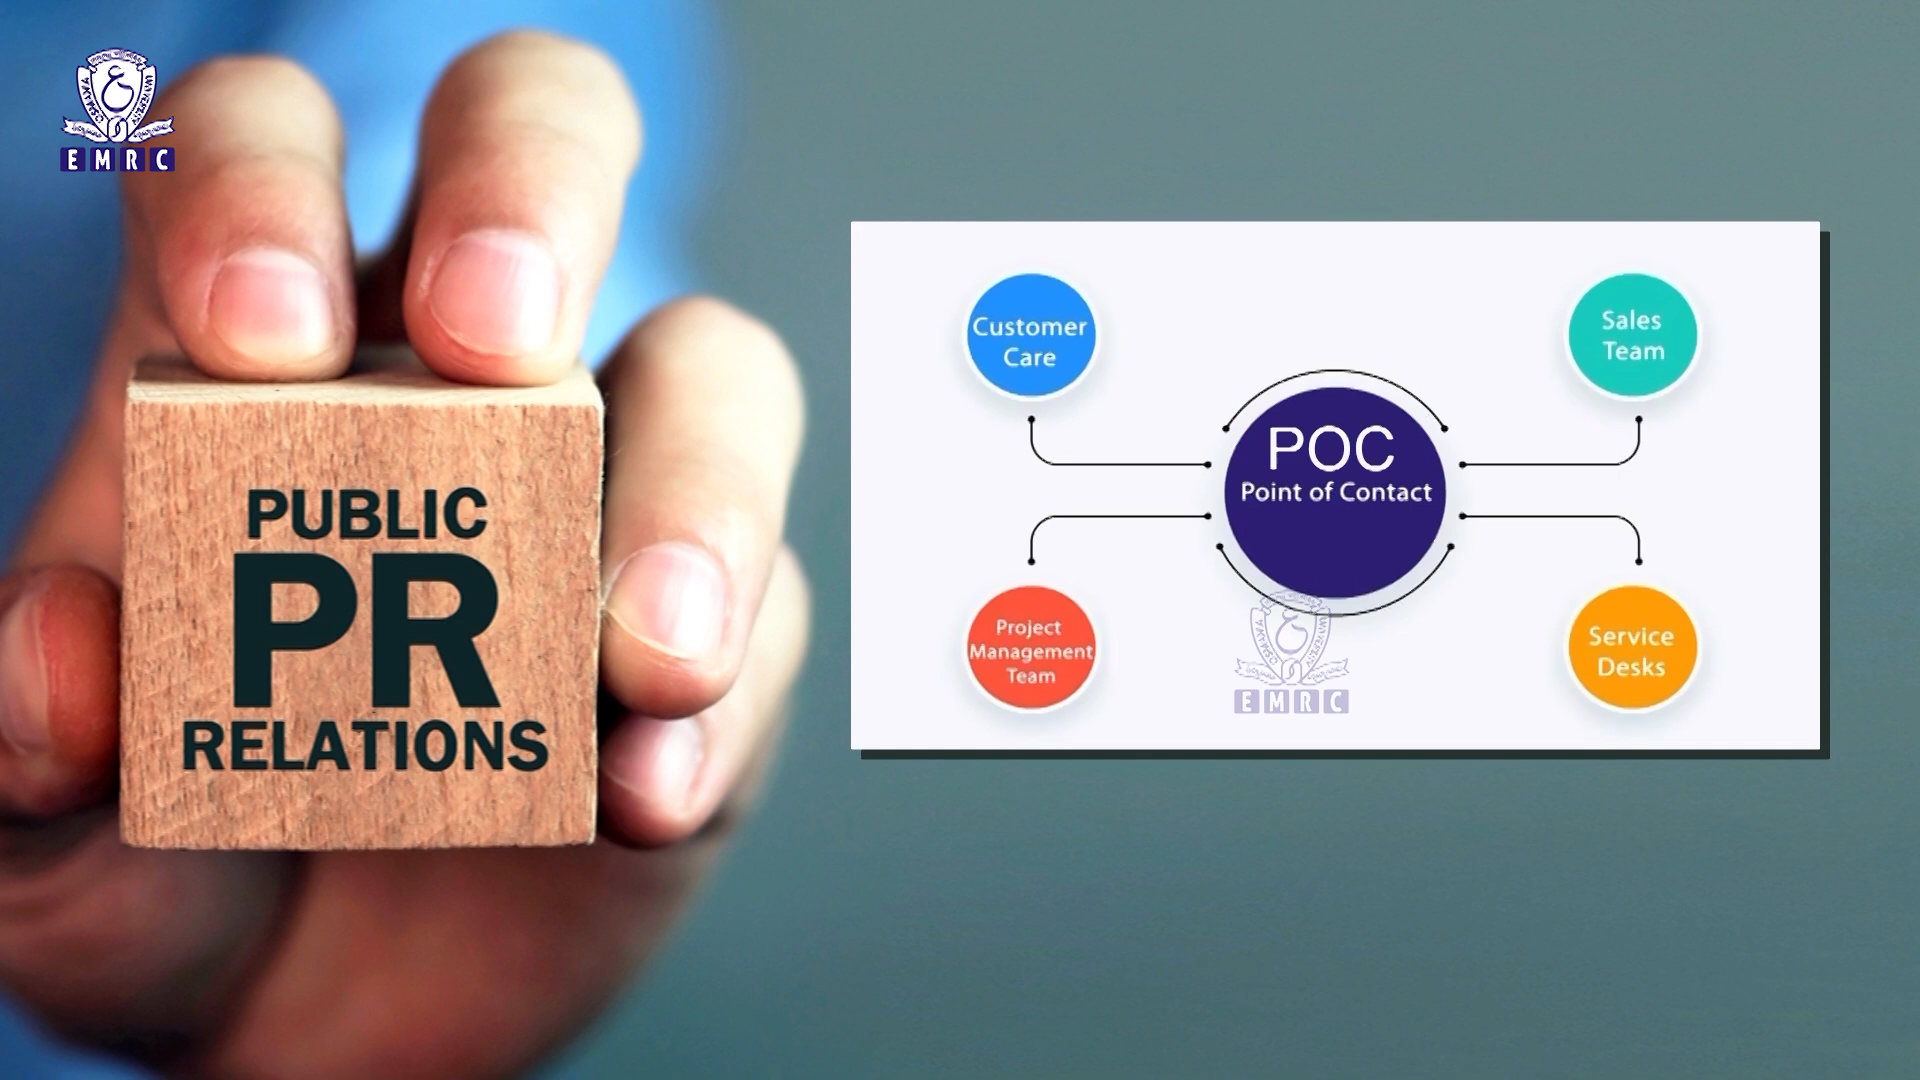 EMRC
PUBLIC
PR
RELATIONS
Customer
Care
Sales
Team
POC
Point of Contact
Project
Management
Team
Service
Desks
EMRC